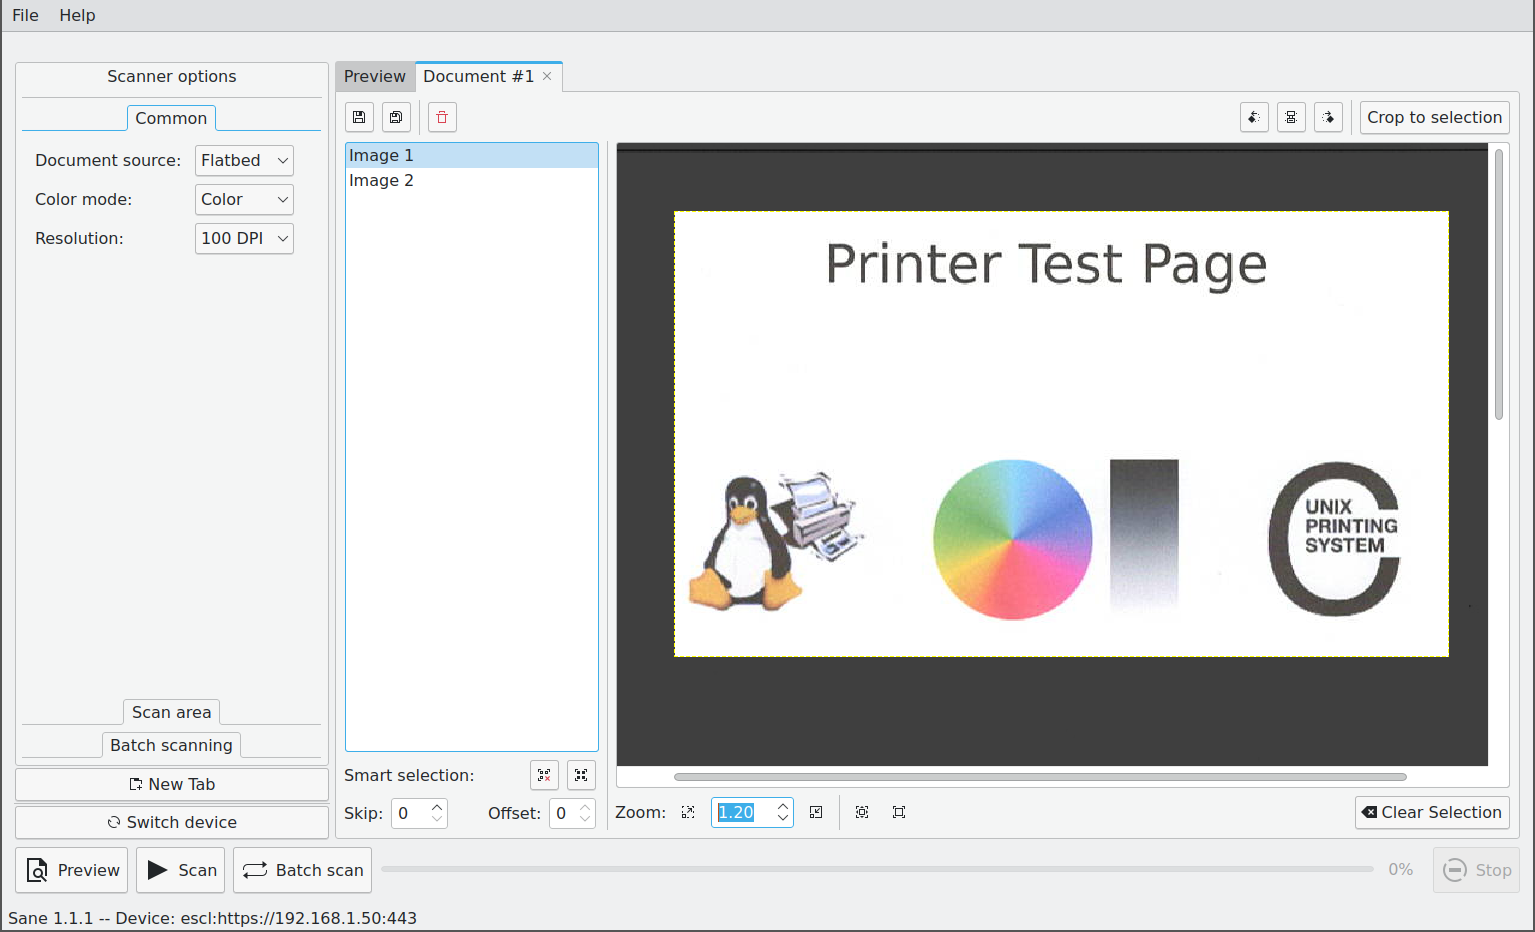 File Help
Scanner options
Common
Document source: Flatbed
Color mode: Color
Resolution: 100 DPI
Scan area
Batch scanning
New Tab
Switch device
Preview Document #1
Crop to selection
Image 1
Image 2
Printer Test Page
UNIX
PRINTING
SYSTEM
Smart selection:
Skip: 0 Offset: 0
Zoom: 1.20 Clear Selection
Preview Scan Batch scan 0% Stop
Sane 1.1.1 -- Device: escl:https://192.168.1.50:443